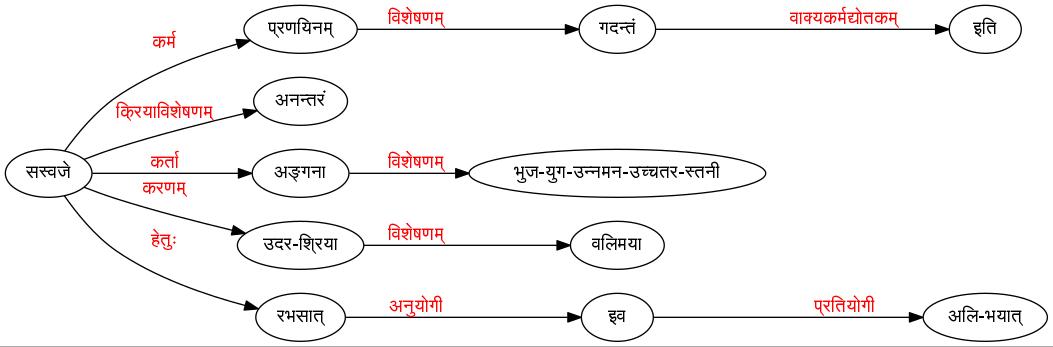 प्रणयिनम् विशेषणम् गदन्तं वाक्यकर्मद्योतकम् इति
कर्म
अनन्तरं
क्रियाविशेषणम्
सस्वजे कर्ता अङ्गना विशेषणम् भुज-युग-उन्नमन-उच्चतर-स्तनी
करणम्
उदर-श्रिया विशेषणम् वलिमया
हेतुः
रभसात् अनुयोगी इव प्रतियोगी अलि-भयात्